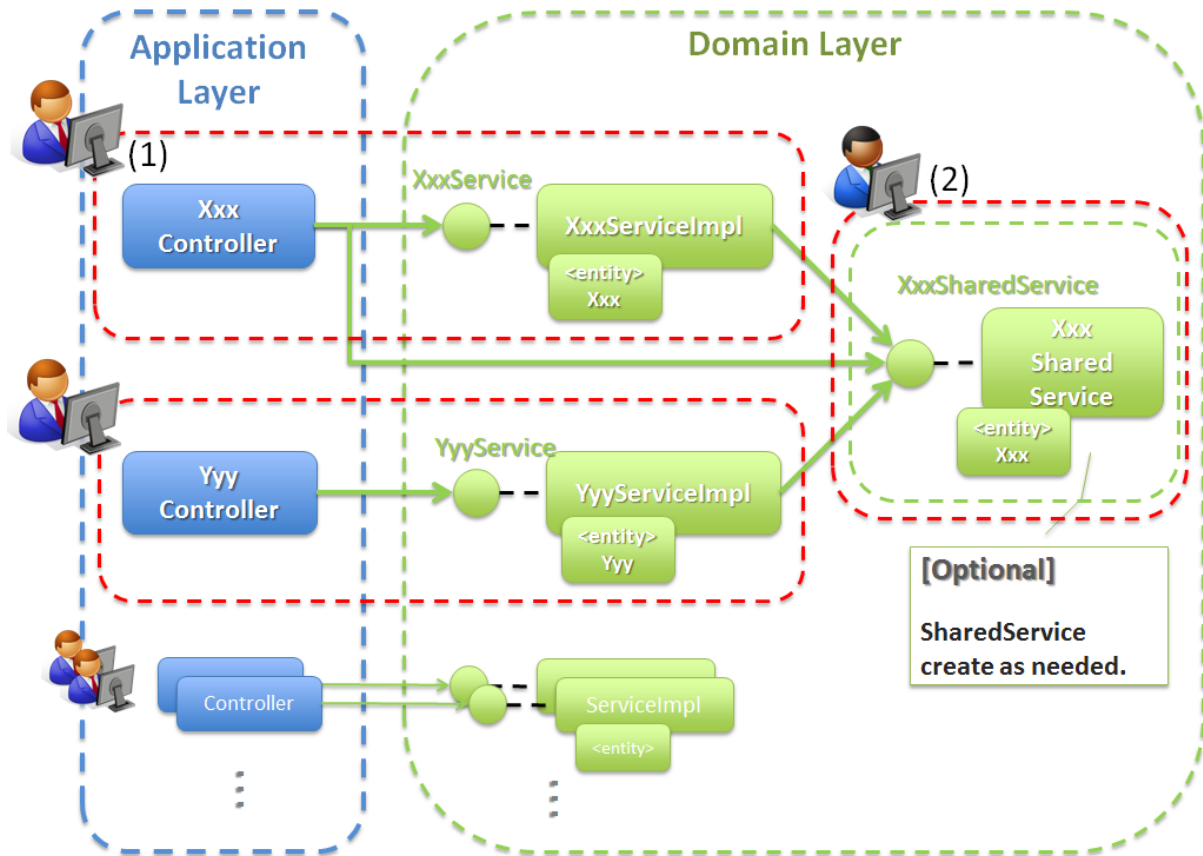 Application
Layer
Domain Layer
(1)
Xxx
Controller
XxxService
XxxServiceImpl
<entity>
Xxx
(2)
XxxSharedService
Xxx
Shared
Service
<entity>
Xxx
Yyy
Controller
YyyService
YyyServiceImpl
<entity>
Yyy
[Optional]
SharedService
create as needed.
Controller
ServiceImpl
<entity>